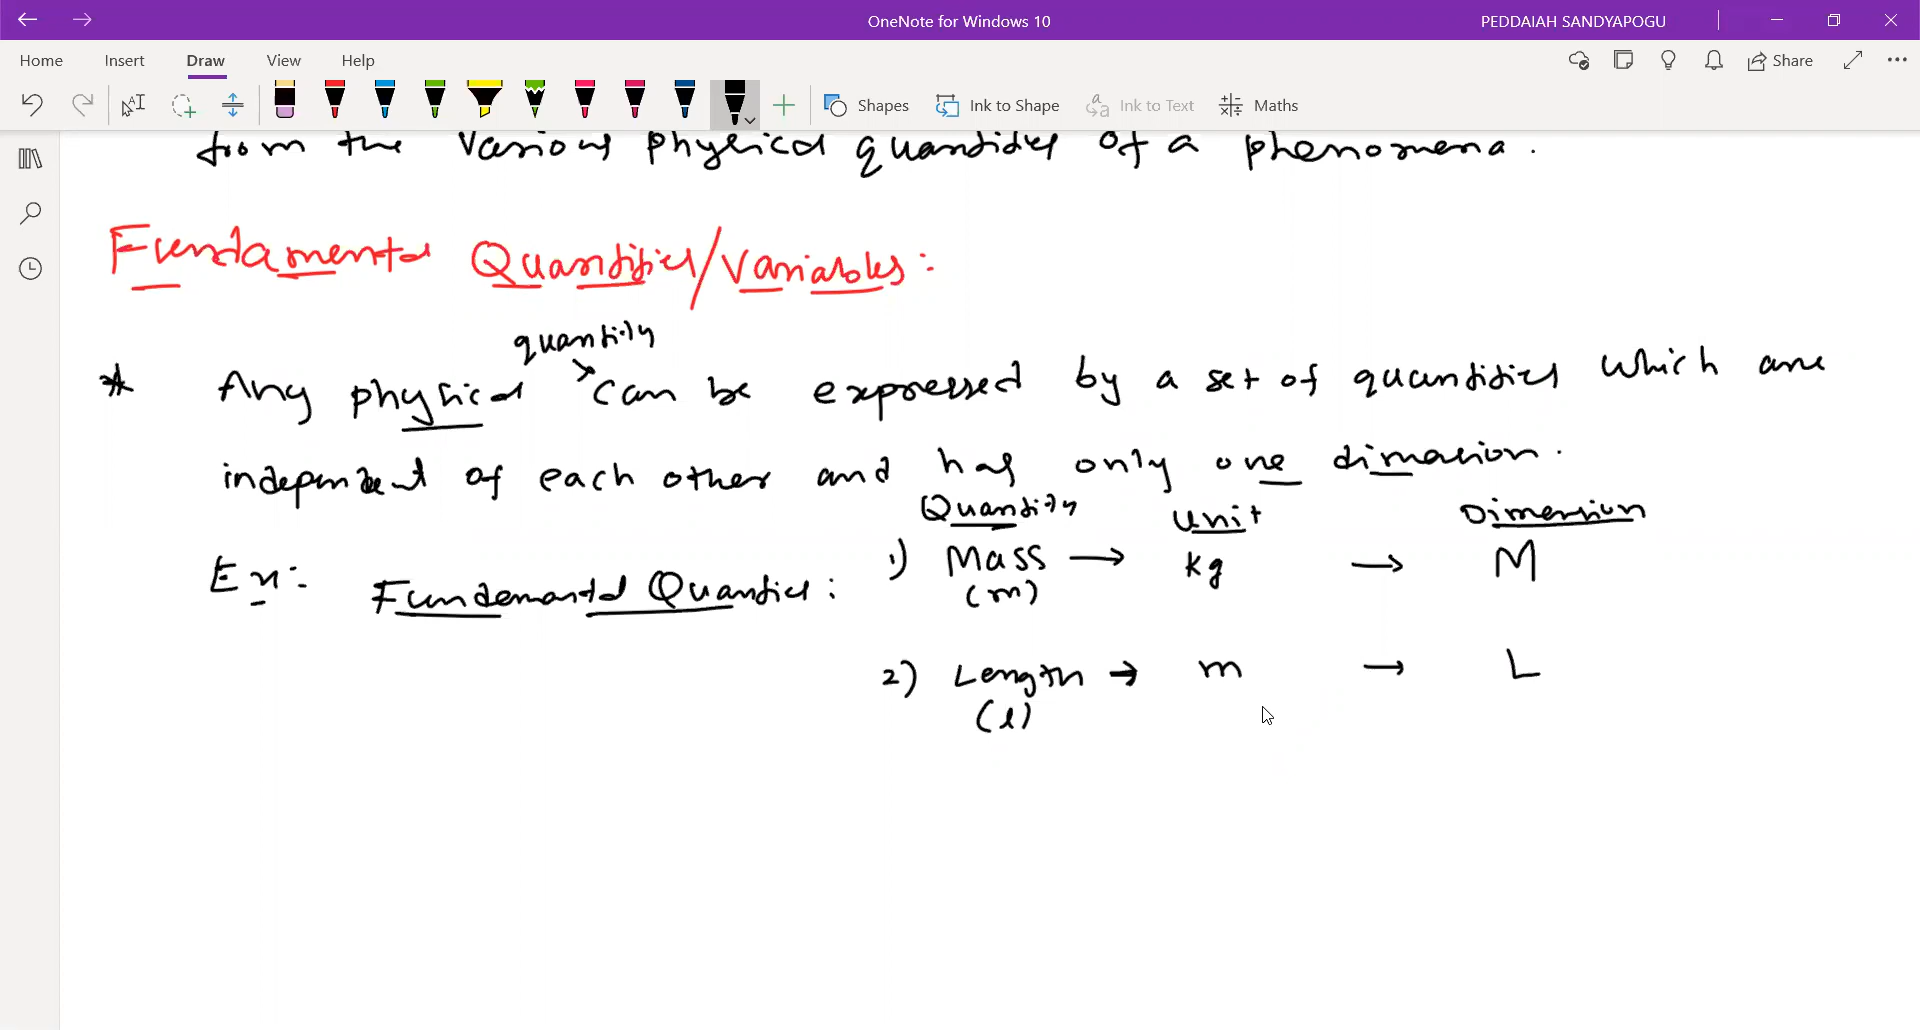 OneNote for Windows 10
PEDDAIAH SANDYAPOGU
Home Insert Draw View Help
Share
Shapes Ink to Shape Ink to Text Maths
from the various physical quantities of a phenomena.
Fundamental Quantities/Variables:
quantity
* Any physical can be expressed by a set of quantities which are
independent of each other and has only one dimension.
Quantity Unit Dimension
Ex: Fundemantal Quanties: 1) Mass → kg → M
(m)
2) Length → m → L
(l)